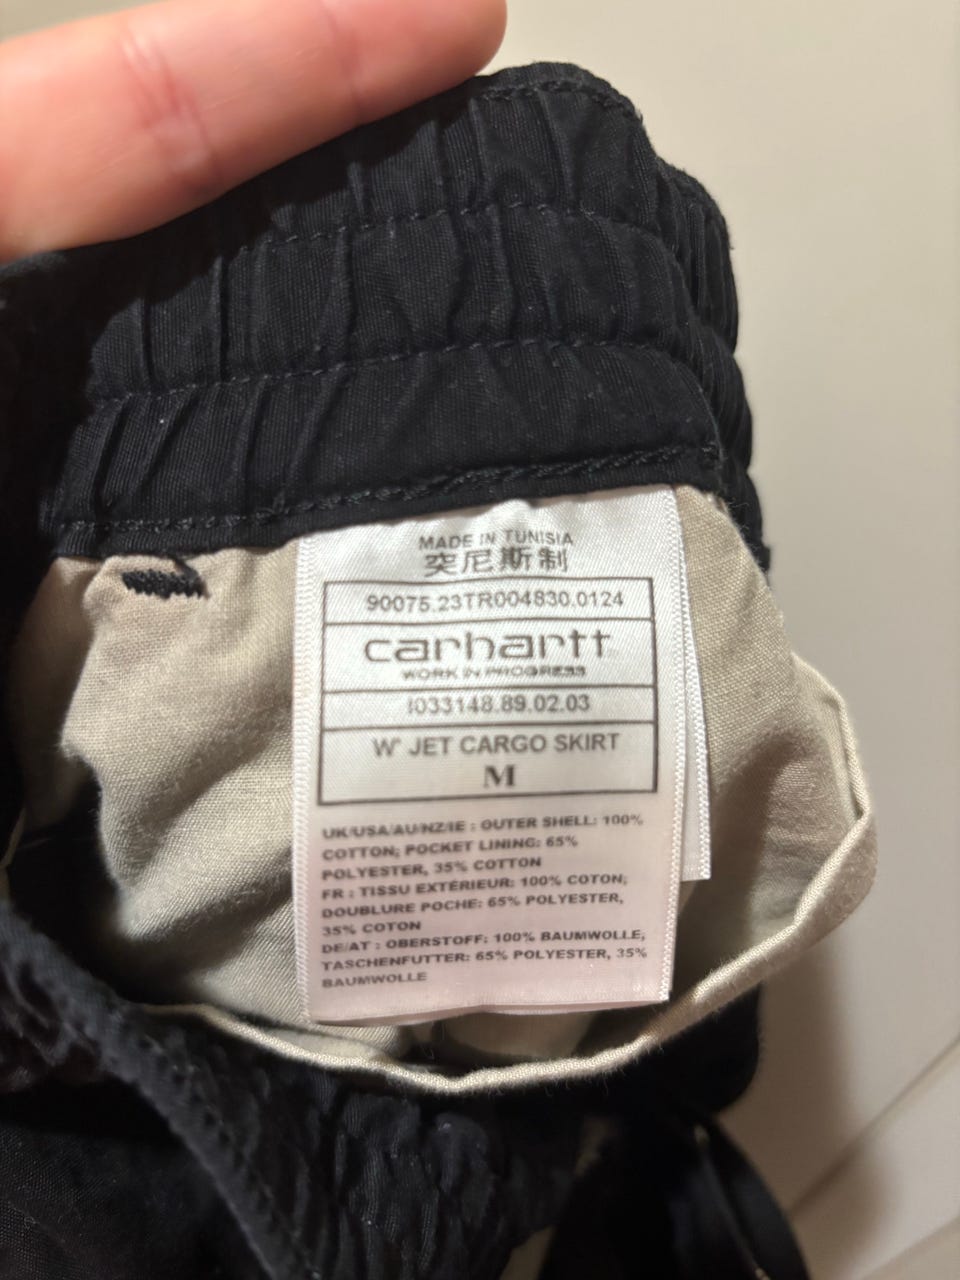 MADE IN TUNISIA
突尼斯制
90075.23TR004830.0124
carhartt
WORK IN PROGRESS
I033148.89.02.03
W' JET CARGO SKIRT
M
UK/USA/AU/NZ/IE : OUTER SHELL: 100%
COTTON; POCKET LINING: 65%
POLYESTER, 35% COTTON
FR : TISSU EXTÉRIEUR: 100% COTON;
DOUBLURE POCHE: 65% POLYESTER,
35% COTON
DE/AT : OBERSTOFF: 100% BAUMWOLLE;
TASCHENFUTTER: 65% POLYESTER, 35%
BAUMWOLLE